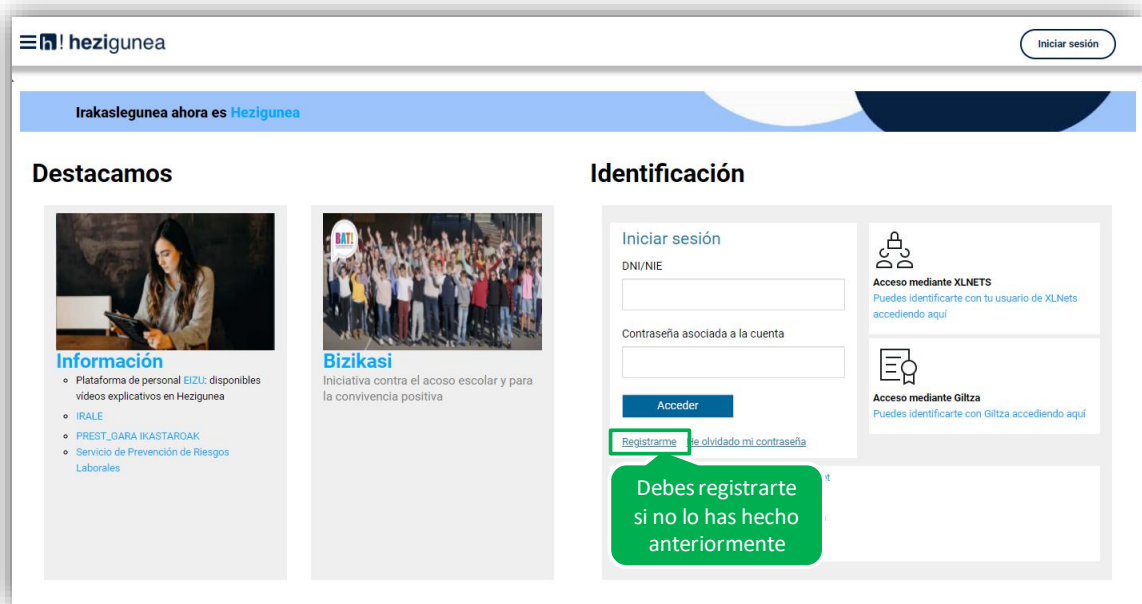 h! hezigunea
Iniciar sesión
Irakaslegunea ahora es Hezigunea
Destacamos
Información
Plataforma de personal EIZU: disponibles
vídeos explicativos en Hezigunea
IRALE
PREST_GARA IKASTAROAK
Servicio de Prevención de Riesgos
Laborales
BAT!
Bizikasi
Iniciativa contra el acoso escolar y para
la convivencia positiva
Identificación
Iniciar sesión
DNI/NIE
Contraseña asociada a la cuenta
Acceder
Registrarme He olvidado mi contraseña
Debes registrarte
si no lo has hecho
anteriormente
Acceso mediante XLNETS
Puedes identificarte con tu usuario de XLNets
accediendo aquí
Acceso mediante Giltza
Puedes identificarte con Giltza accediendo aquí